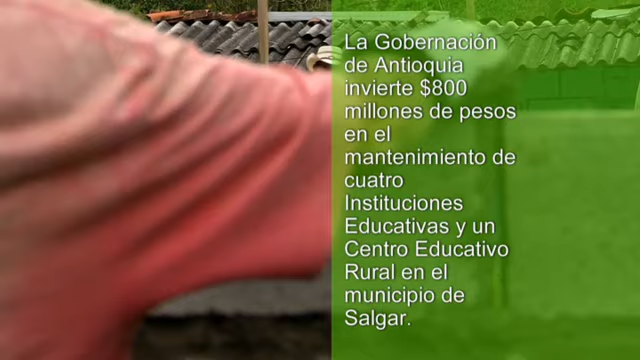 La Gobernación
de Antioquia
invierte $800
millones de pesos
en el
mantenimiento de
cuatro
Instituciones
Educativas y un
Centro Educativo
Rural en el
municipio de
Salgar.